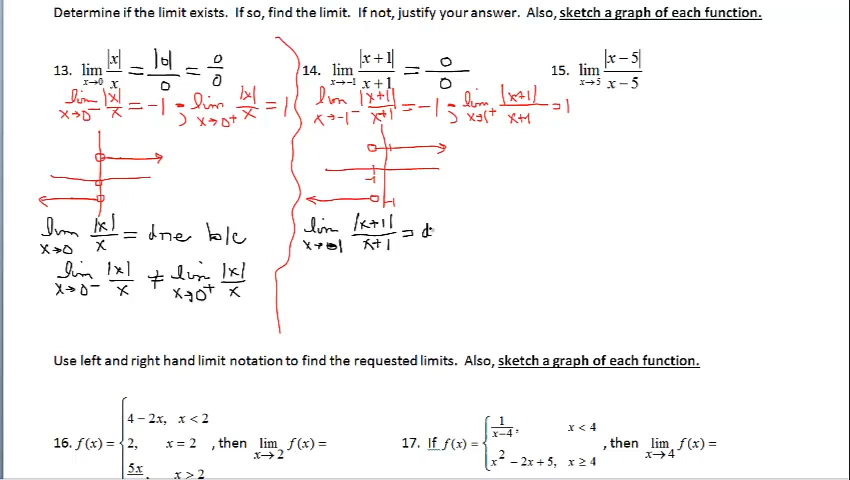 Determine if the limit exists. If so, find the limit. If not, justify your answer. Also, sketch a graph of each function.
13. lim x→0 |x|/x = |0|/0 = 0/0
lim x→0⁻ |x|/x = -1 ; lim x→0⁺ |x|/x = 1
lim x→0 |x|/x = dne b/c
lim x→0⁻ |x|/x ≠ lim x→0⁺ |x|/x
14. lim x→-1 |x+1|/x+1 = 0/0
lim x→-1⁻ |x+1|/x+1 = -1 ; lim x→1⁺ |x+1|/x+1 = 1
-1
-1
lim x→-1 |x+1|/x+1 = d
15. lim x→5 |x-5|/x-5
Use left and right hand limit notation to find the requested limits. Also, sketch a graph of each function.
16. f(x) = { 4-2x, x<2
2, x=2 , then lim x→2 f(x) =
5x x>2
17. If f(x) = { 1/x-4, x<4
x²-2x+5, x≥4 , then lim x→4 f(x) =